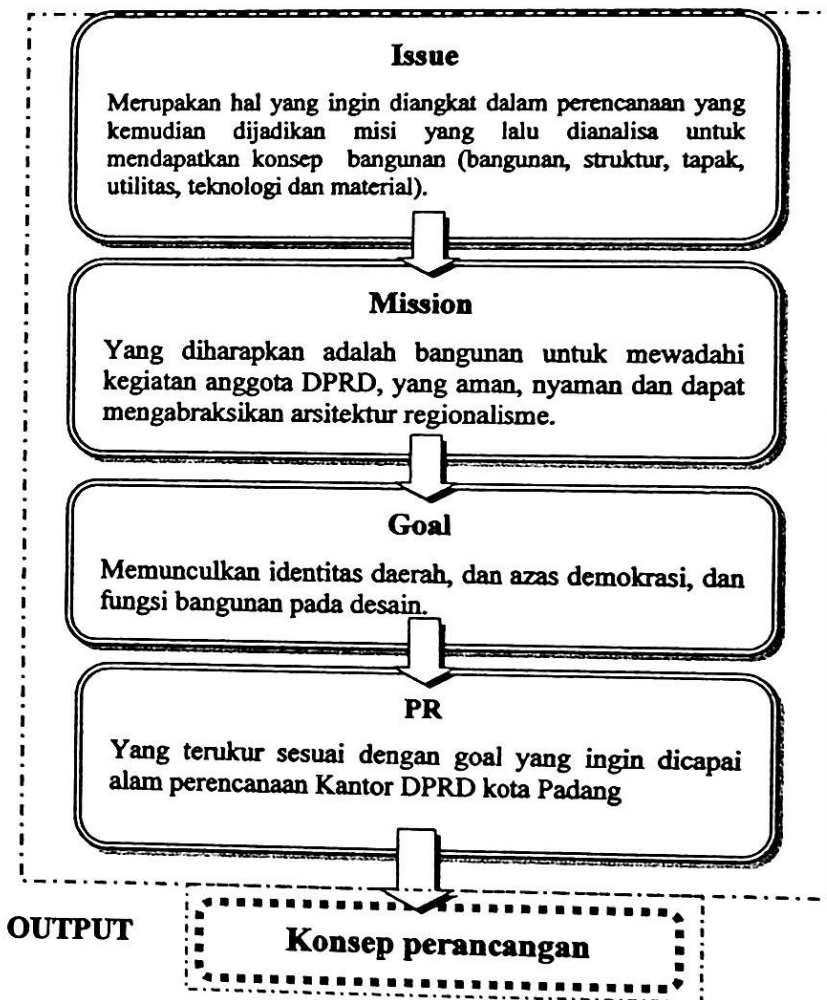 Issue
Merupakan hal yang ingin diangkat dalam perencanaan yang
kemudian dijadikan misi yang lalu dianalisa untuk
mendapatkan konsep bangunan (bangunan, struktur, tapak,
utilitas, teknologi dan material).
Mission
Yang diharapkan adalah bangunan untuk mewadahi
kegiatan anggota DPRD, yang aman, nyaman dan dapat
mengabraksikan arsitektur regionalisme.
Goal
Memunculkan identitas daerah, dan azas demokrasi, dan
fungsi bangunan pada desain.
PR
Yang terukur sesuai dengan goal yang ingin dicapai
alam perencanaan Kantor DPRD kota Padang
OUTPUT
Konsep perancangan